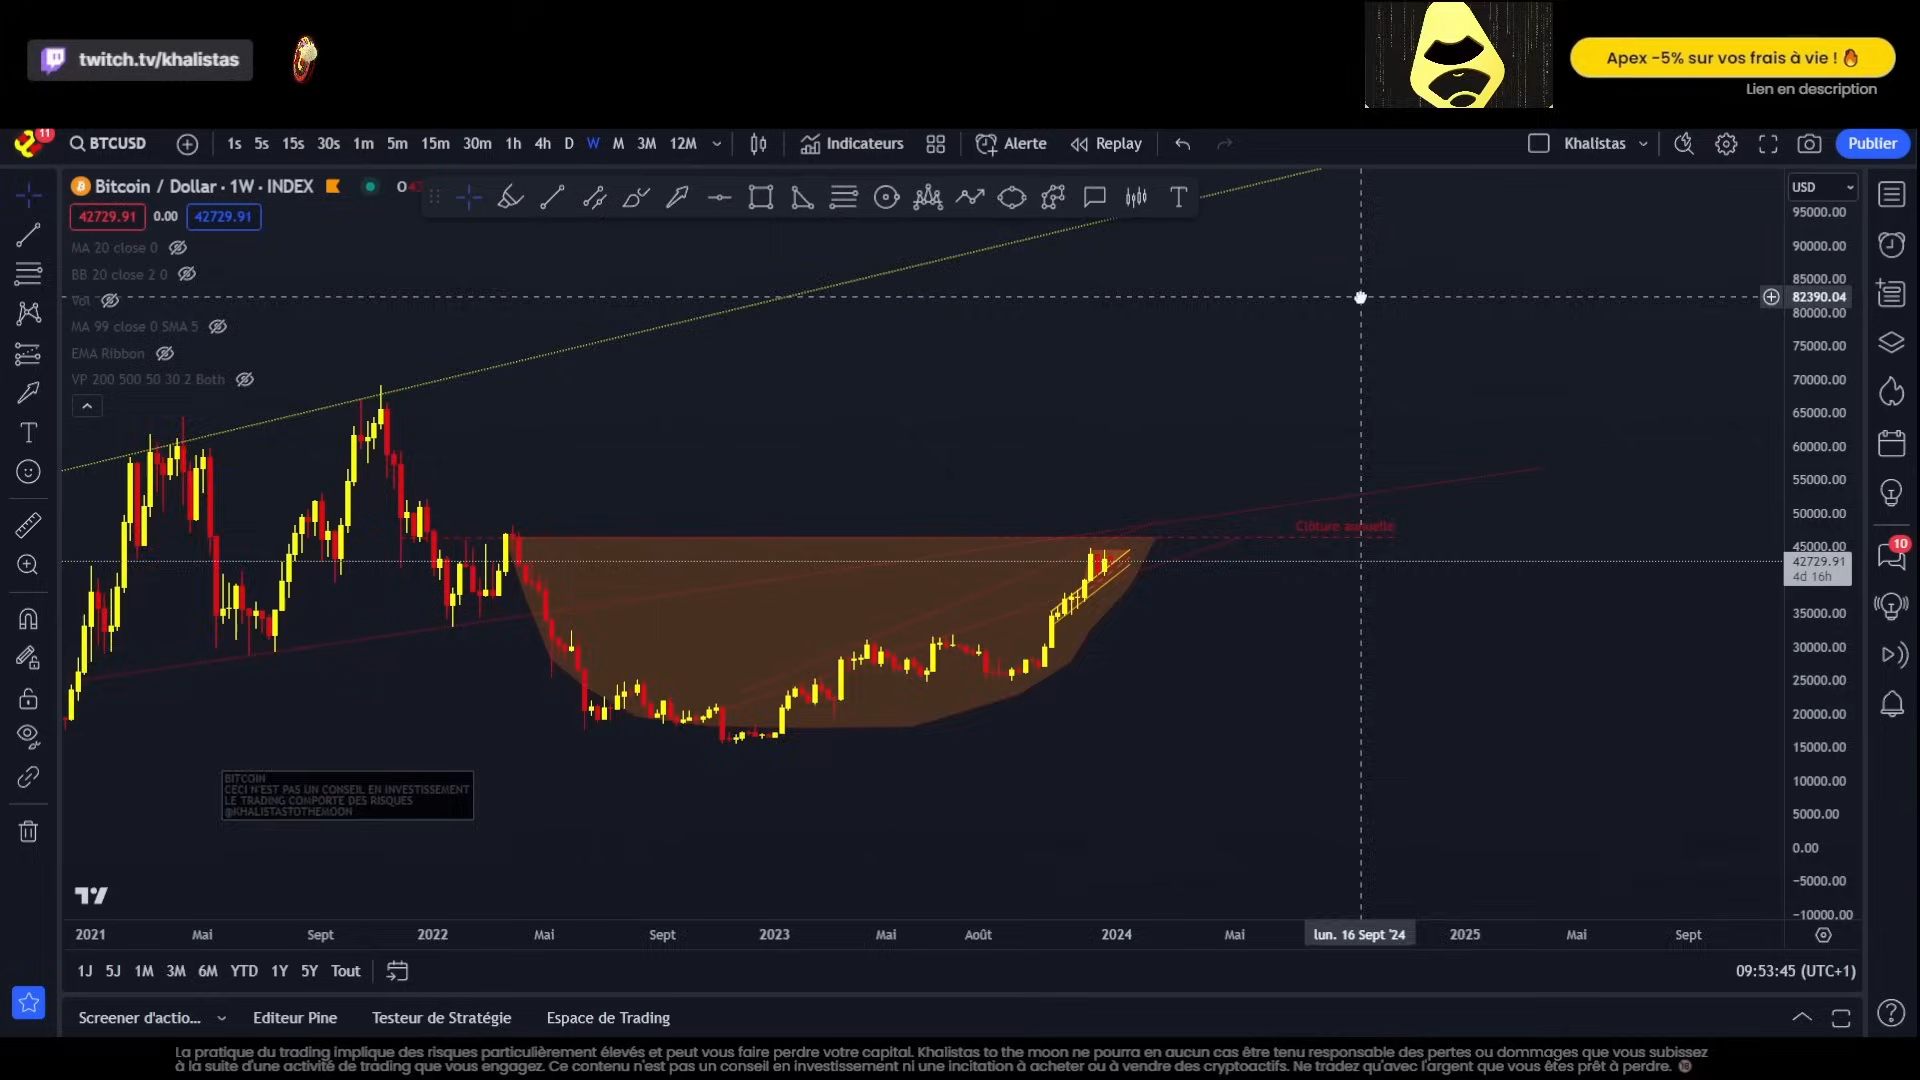 twitch.tv/khalistas
Apex -5% sur vos frais à vie !
Lien en description
11
BTCUSD
1s 5s 15s 30s 1m 5m 15m 30m 1h 4h D W M 3M 12M
Indicateurs
Alerte
Replay
Khalistas
Publier
Bitcoin / Dollar · 1W · INDEX
USD
42729.91 0.00 42729.91
MA 20 close 0
BB 20 close 2 0
Vol
MA 99 close 0 SMA 5
EMA Ribbon
VP 200 500 50 30 2 Both
95000.00
90000.00
85000.00
82390.04
80000.00
75000.00
70000.00
65000.00
60000.00
55000.00
50000.00
Clôture annuelle
45000.00
42729.91
4d 16h
35000.00
30000.00
25000.00
20000.00
15000.00
10000.00
5000.00
0.00
-5000.00
-10000.00
10
BITCOIN
CECI N'EST PAS UN CONSEIL EN INVESTISSEMENT
LE TRADING COMPORTE DES RISQUES
@KHALISTASTOTHEMOON
2021 Mai Sept 2022 Mai Sept 2023 Mai Août 2024 Mai lun. 16 Sept '24 2025 Mai Sept
1J 5J 1M 3M 6M YTD 1Y 5Y Tout
09:53:45 (UTC+1)
Screener d'actio... Editeur Pine Testeur de Stratégie Espace de Trading
La pratique du trading implique des risques particulièrement élevés et peut vous faire perdre votre capital. Khalistas to the moon ne pourra en aucun cas être tenu responsable des pertes ou dommages que vous subissez
à la suite d'une activité de trading que vous engagez. Ce contenu n'est pas un conseil en investissement ni une incitation à acheter ou à vendre des cryptoactifs. Ne tradez qu'avec l'argent que vous êtes prêt à perdre.